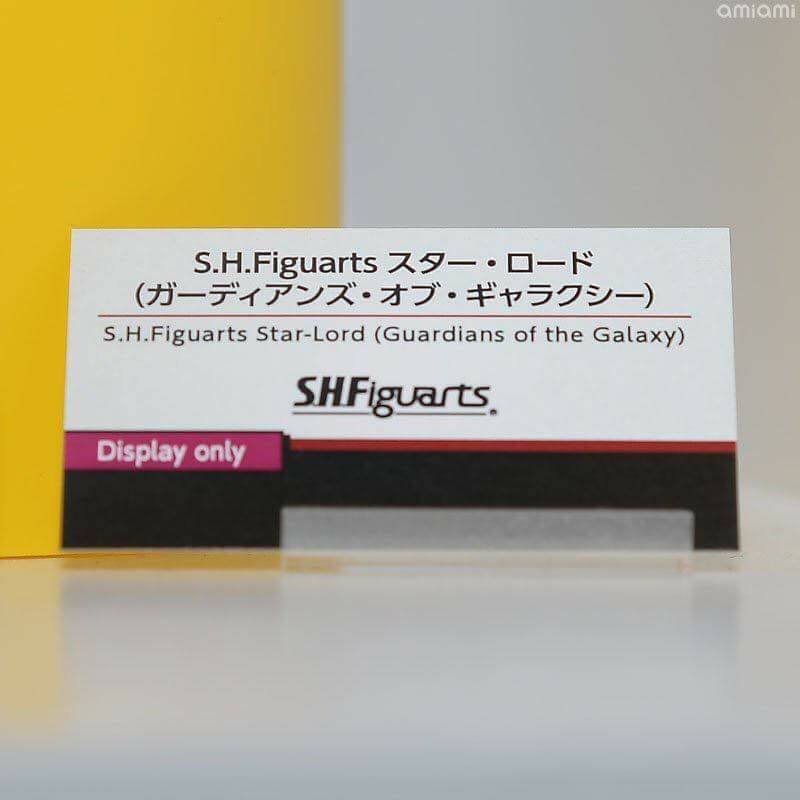 amiami
S.H.Figuarts スター・ロード
(ガーディアンズ・オブ・ギャラクシー)
S.H.Figuarts Star-Lord (Guardians of the Galaxy)
S.H.Figuarts®
Display only